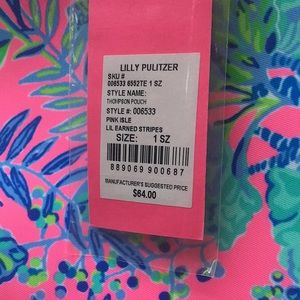 LILLY PULITZER
SKU #
006533 6592TE 1 SZ
STYLE NAME:
THOMPSON POUCH
STYLE #: 006533
PINK ISLE
LIL EARNED STRIPES
SIZE: 1 SZ
889069 900687
MANUFACTURER'S SUGGESTED PRICE
$64.00